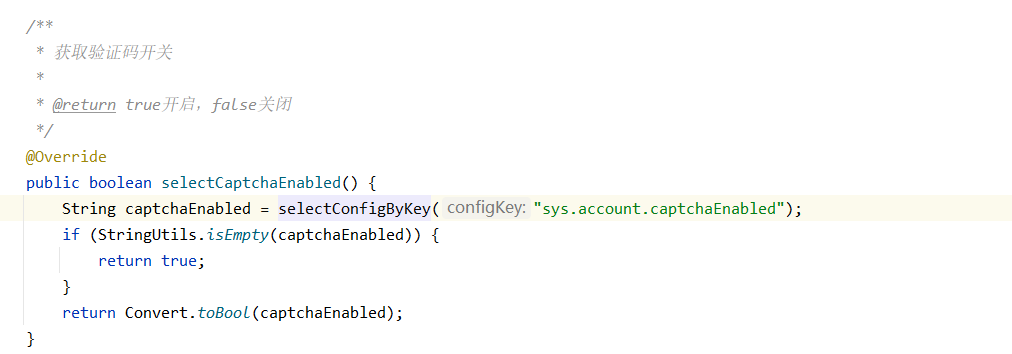 /**
 * 获取验证码开关
 *
 * @return true开启，false关闭
 */
@Override
public boolean selectCaptchaEnabled() {
    String captchaEnabled = selectConfigByKey( configKey: "sys.account.captchaEnabled");
    if (StringUtils.isEmpty(captchaEnabled)) {
        return true;
    }
    return Convert.toBool(captchaEnabled);
}